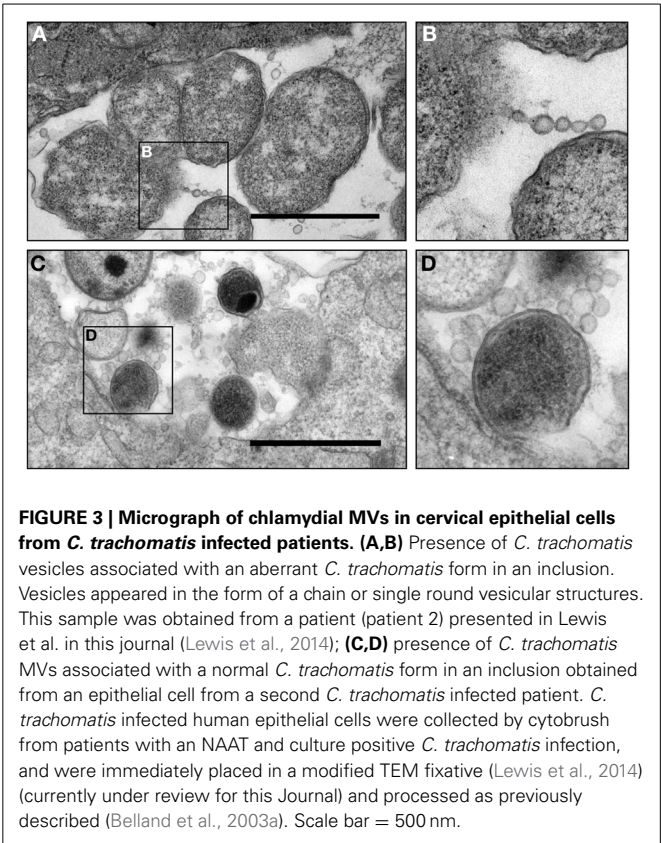 A
B
B
C
D
D
FIGURE 3 | Micrograph of chlamydial MVs in cervical epithelial cells
from C. trachomatis infected patients. (A,B) Presence of C. trachomatis
vesicles associated with an aberrant C. trachomatis form in an inclusion.
Vesicles appeared in the form of a chain or single round vesicular structures.
This sample was obtained from a patient (patient 2) presented in Lewis
et al. in this journal (Lewis et al., 2014); (C,D) presence of C. trachomatis
MVs associated with a normal C. trachomatis form in an inclusion obtained
from an epithelial cell from a second C. trachomatis infected patient. C.
trachomatis infected human epithelial cells were collected by cytobrush
from patients with an NAAT and culture positive C. trachomatis infection,
and were immediately placed in a modified TEM fixative (Lewis et al., 2014)
(currently under review for this Journal) and processed as previously
described (Belland et al., 2003a). Scale bar = 500 nm.